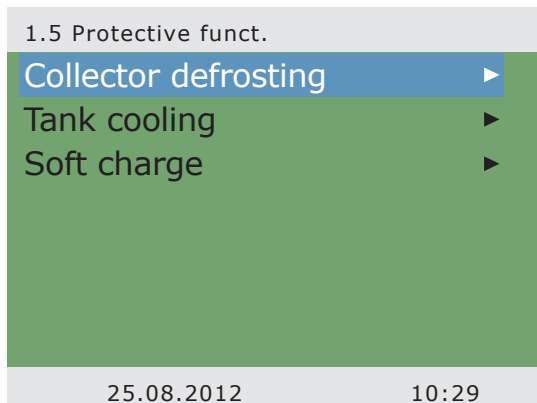 1.5 Protective funct.
Collector defrosting
Tank cooling
Soft charge
25.08.2012 10:29